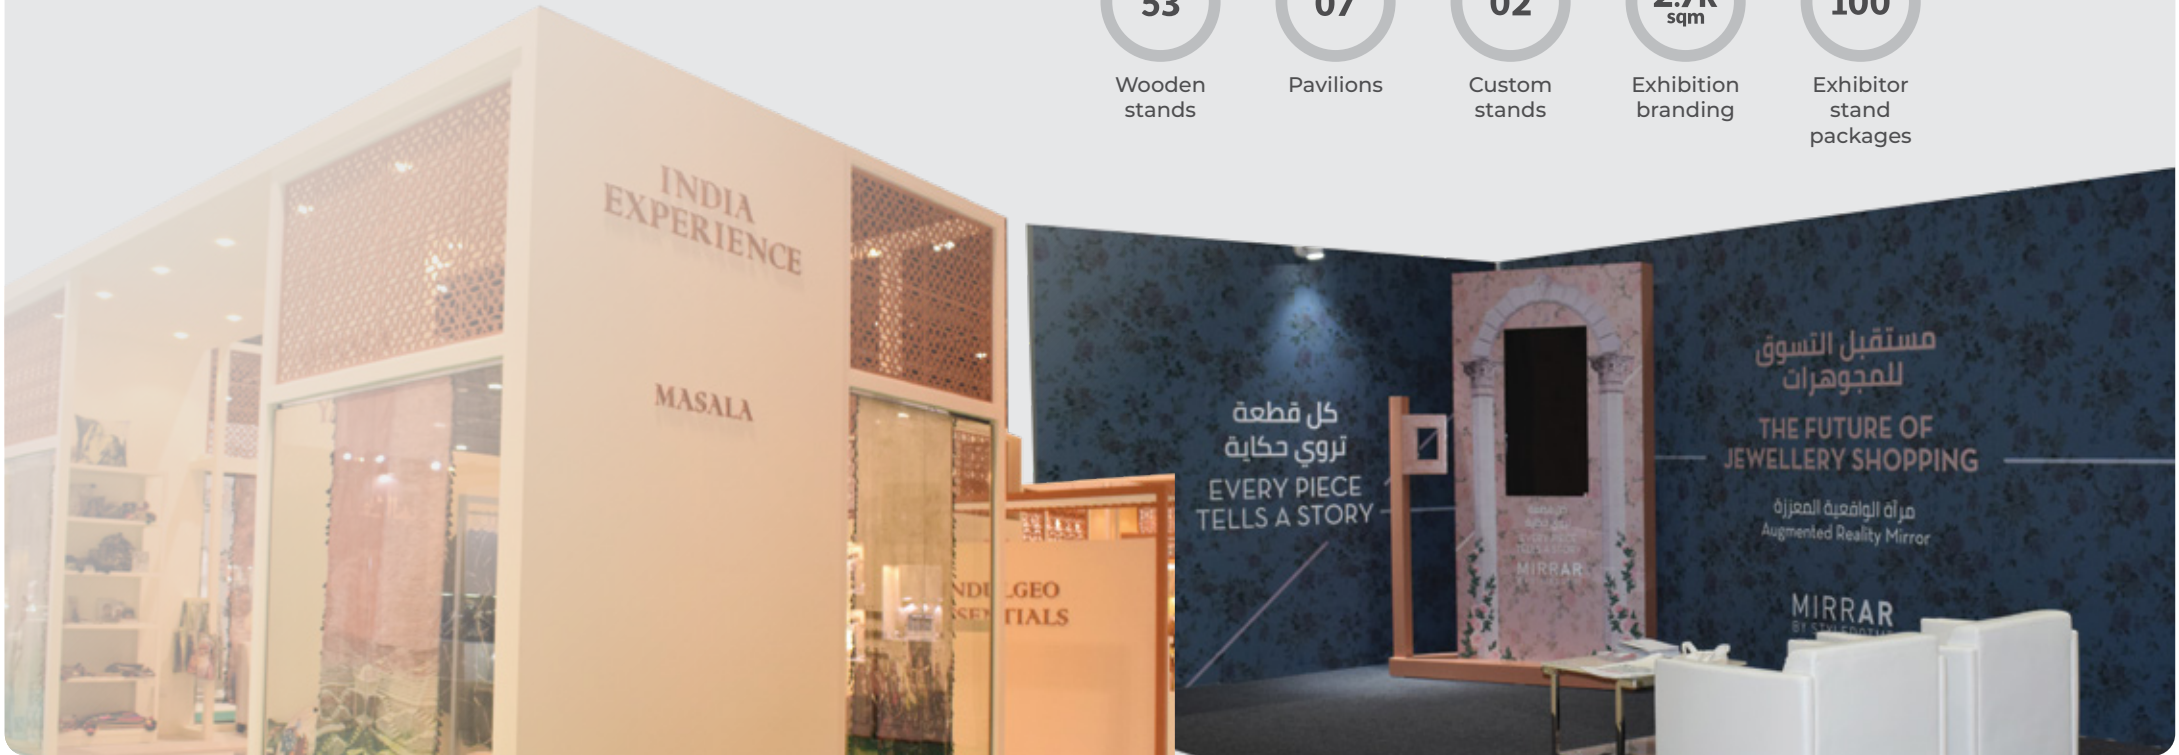 53
07
02
sqm
100
Wooden
stands
Pavilions
Custom
stands
Exhibition
branding
Exhibitor
stand
packages
INDIA
EXPERIENCE
MASALA
كل قطعة
تروي حكاية
EVERY PIECE
TELLS A STORY
MIRRAR
مستقبل التسوق
للمجوهرات
THE FUTURE OF
JEWELLERY SHOPPING
مرآة الواقعية المعززة
Augmented Reality Mirror
MIRRAR